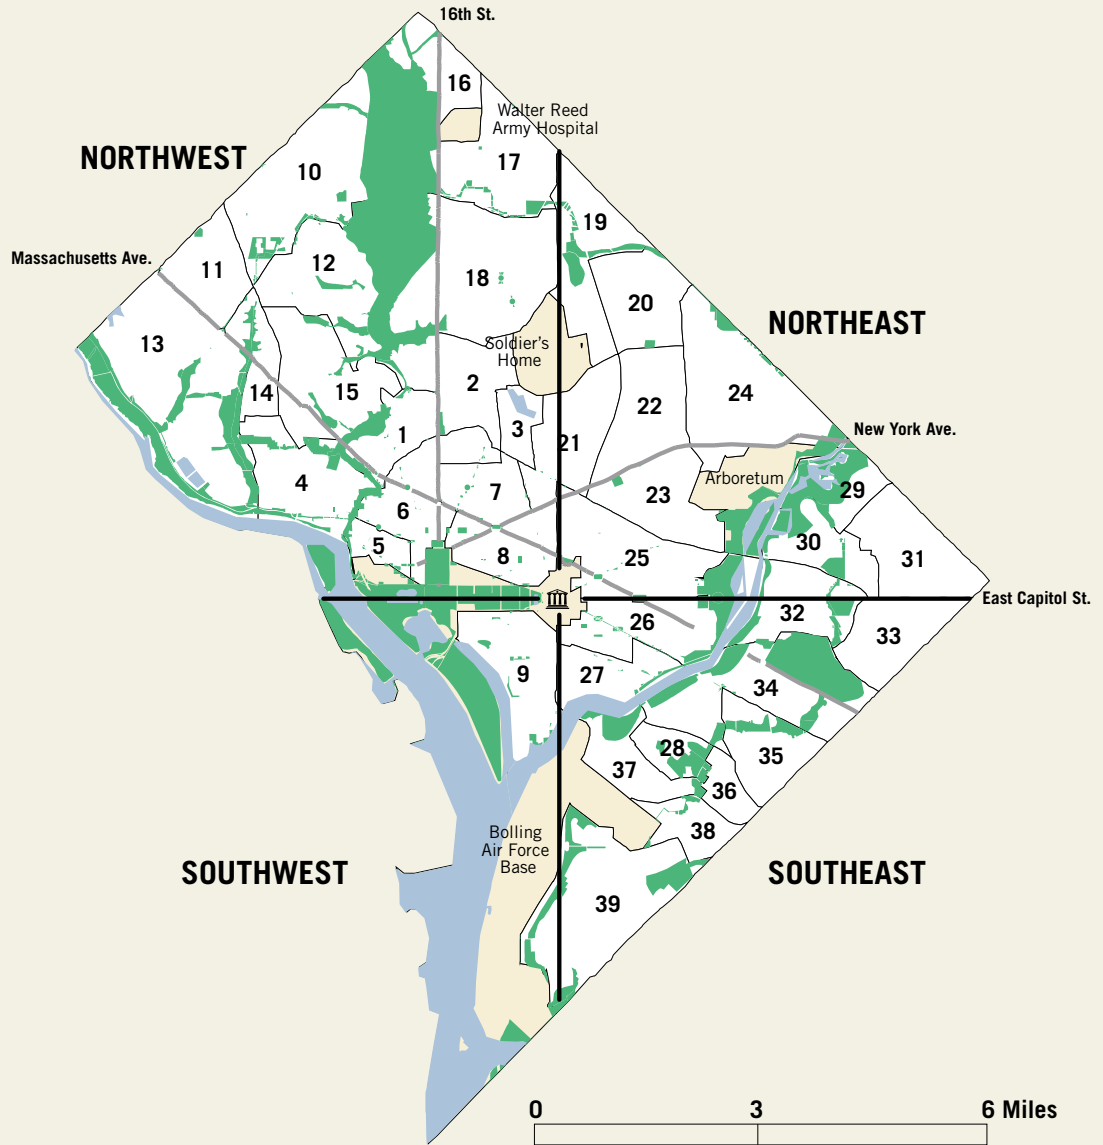 16th St.
16
Walter Reed
Army Hospital
NORTHWEST
17
10
19
Massachusetts Ave.
11
12
18
20
NORTHEAST
13
Soldier's
Home
14
15
2
22
24
1
3
21
New York Ave.
4
Arboretum
7
23
29
6
5
8
25
30
31
East Capitol St.
26
32
33
9
27
34
28
35
37
36
38
Bolling
Air Force
Base
SOUTHWEST
SOUTHEAST
39
0
3
6 Miles